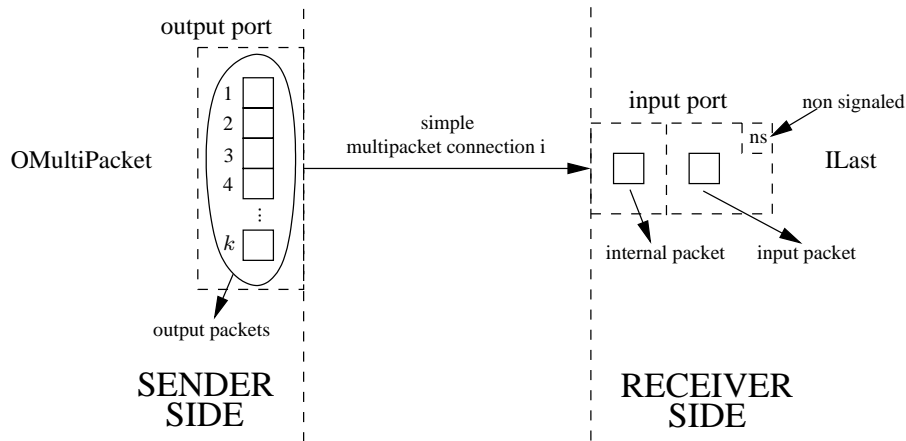 output port
1
2
3
4
...
k
OMultiPacket
output packets
SENDER
SIDE
simple
multipacket connection i
input port
non signaled
ns
ILast
internal packet
input packet
RECEIVER
SIDE